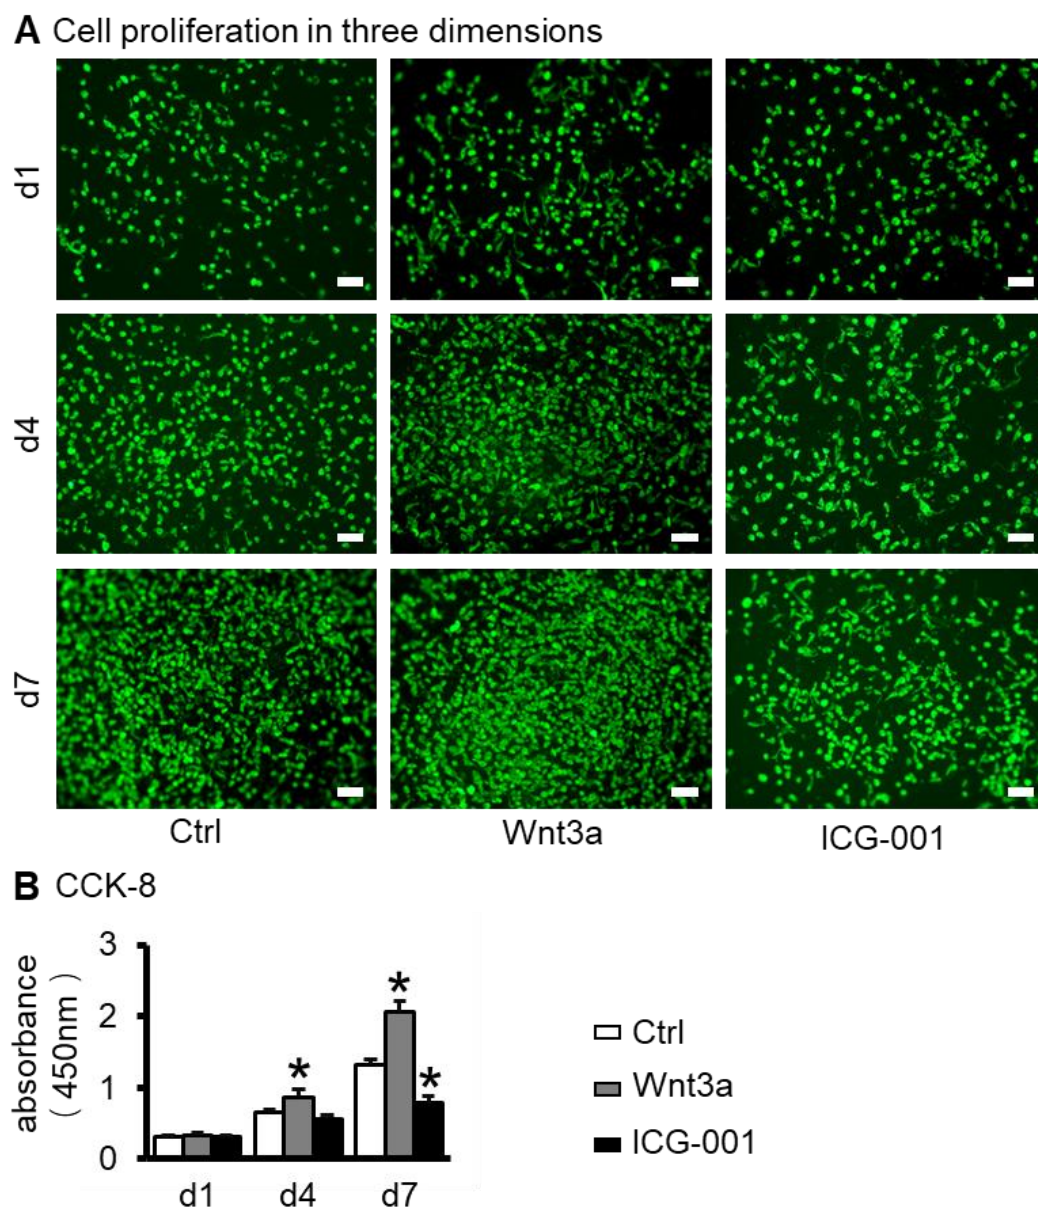 A Cell proliferation in three dimensions
d1
d4
d7
Ctrl Wnt3a ICG-001
B CCK-8
absorbance
( 450nm )
3
2
1
0
* * *
d1 d4 d7
Ctrl
Wnt3a
ICG-001